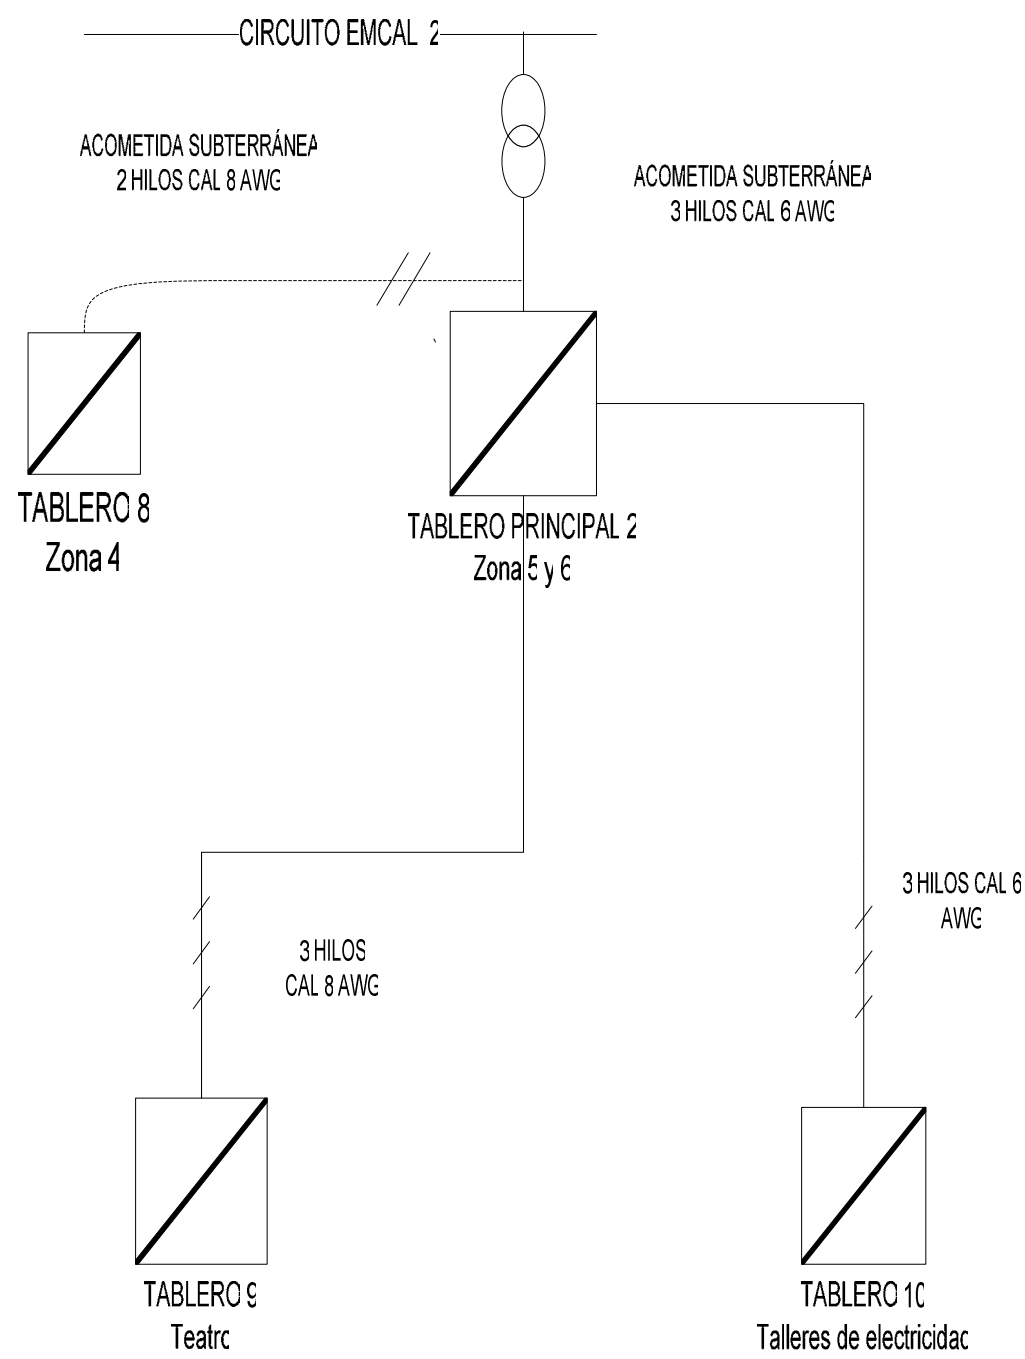 CIRCUITO EMCAL 2
ACOMETIDA SUBTERRÁNEA
2 HILOS CAL 8 AWG
ACOMETIDA SUBTERRÁNEA
3 HILOS CAL 6 AWG
TABLERO 8
Zona 4
TABLERO PRINCIPAL 2
Zona 5 y 6
3 HILOS CAL 6
AWG
3 HILOS
CAL 8 AWG
TABLERO 9
Teatro
TABLERO 10
Talleres de electricidad